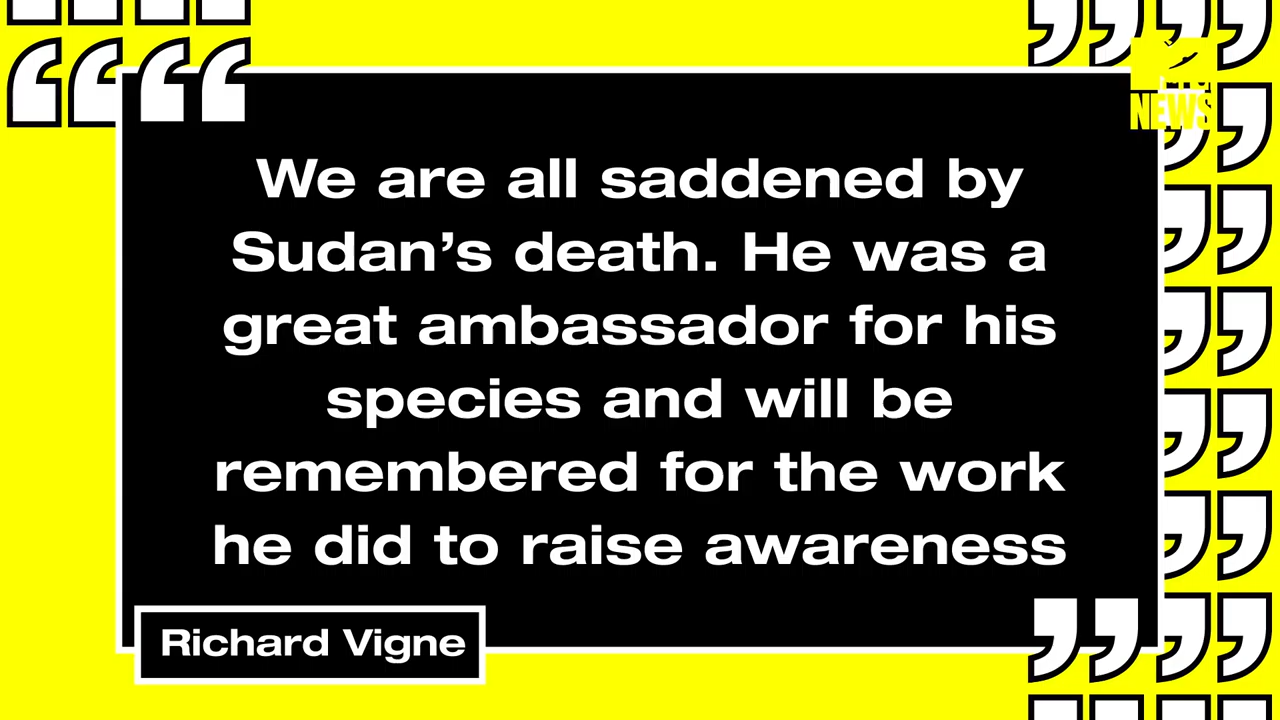 We are all saddened by
Sudan’s death. He was a
great ambassador for his
species and will be
remembered for the work
he did to raise awareness
Richard Vigne
NEWS